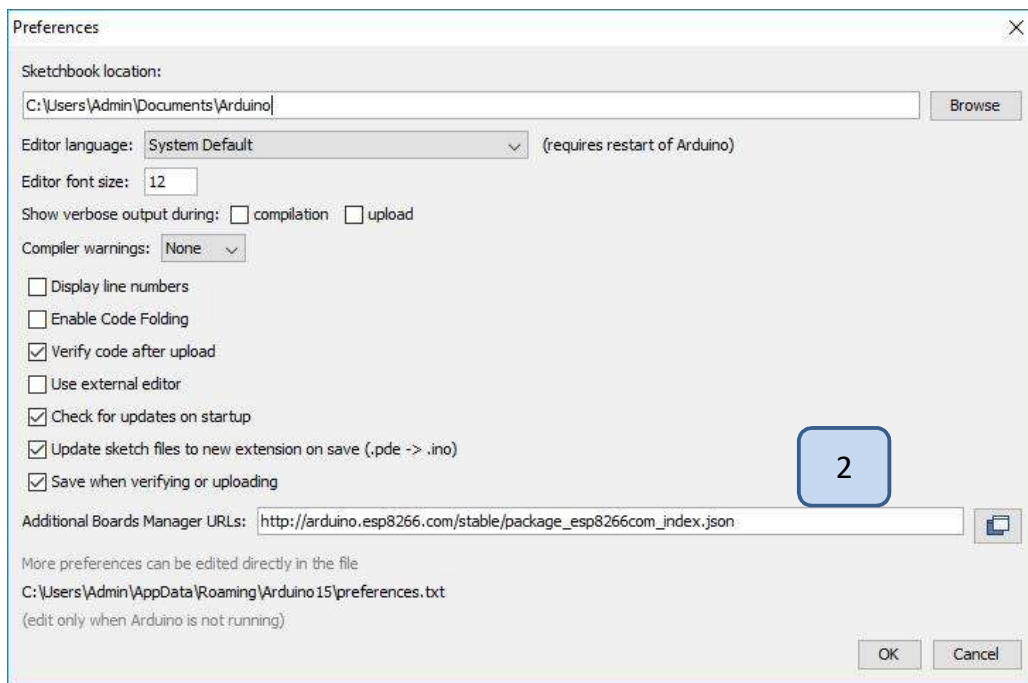 Preferences
Sketchbook location:
C:\Users\Admin\Documents\Arduino
Browse
Editor language: System Default (requires restart of Arduino)
Editor font size: 12
Show verbose output during: compilation upload
Compiler warnings: None
Display line numbers
Enable Code Folding
Verify code after upload
Use external editor
Check for updates on startup
Update sketch files to new extension on save (.pde -> .ino)
Save when verifying or uploading
2
Additional Boards Manager URLs: http://arduino.esp8266.com/stable/package_esp8266com_index.json
More preferences can be edited directly in the file
C:\Users\Admin\AppData\Roaming\Arduino15\preferences.txt
(edit only when Arduino is not running)
OK Cancel